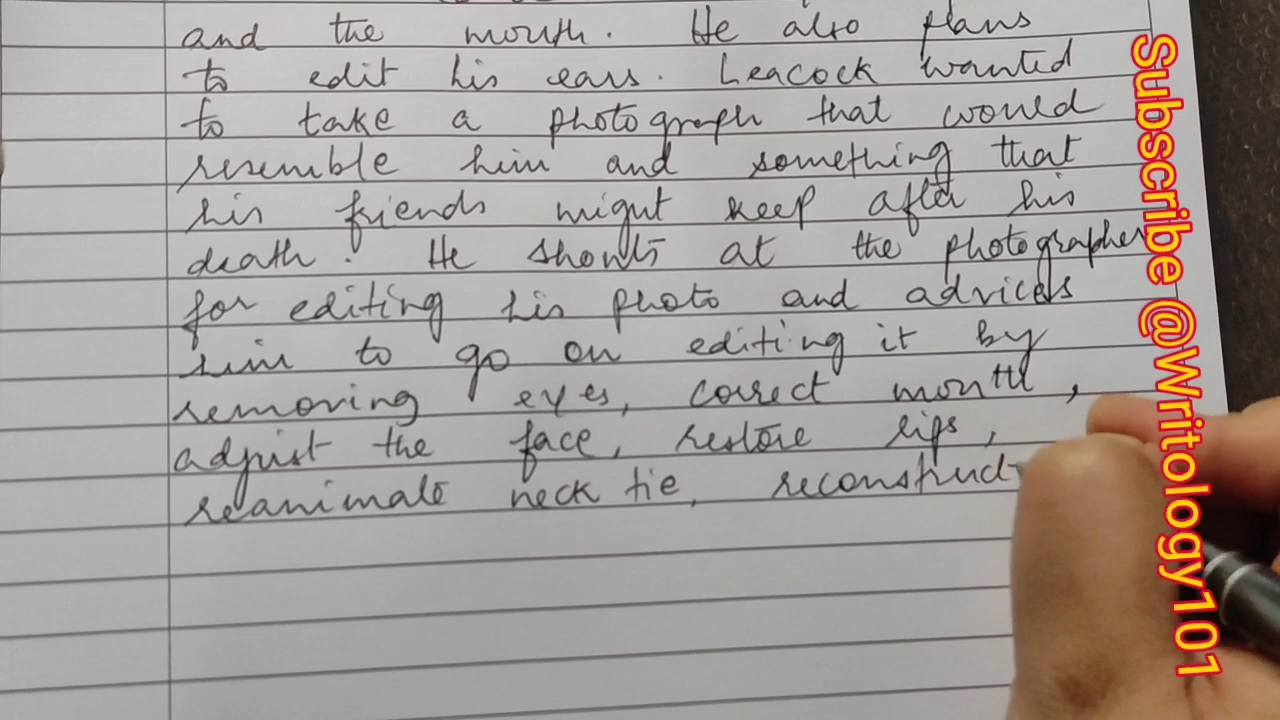 and the mouth. He also plans
to edit his ears. Leacock wanted
to take a photograph that would
resemble him and something that
his friends might keep after his
death. He shouts at the photographer
for editing his photo and advices
him to go on editing it by
removing eyes, correct mouth,
adjust the face, restore lips,
reanimate neck tie, reconstruct
Subscribe @Writology101